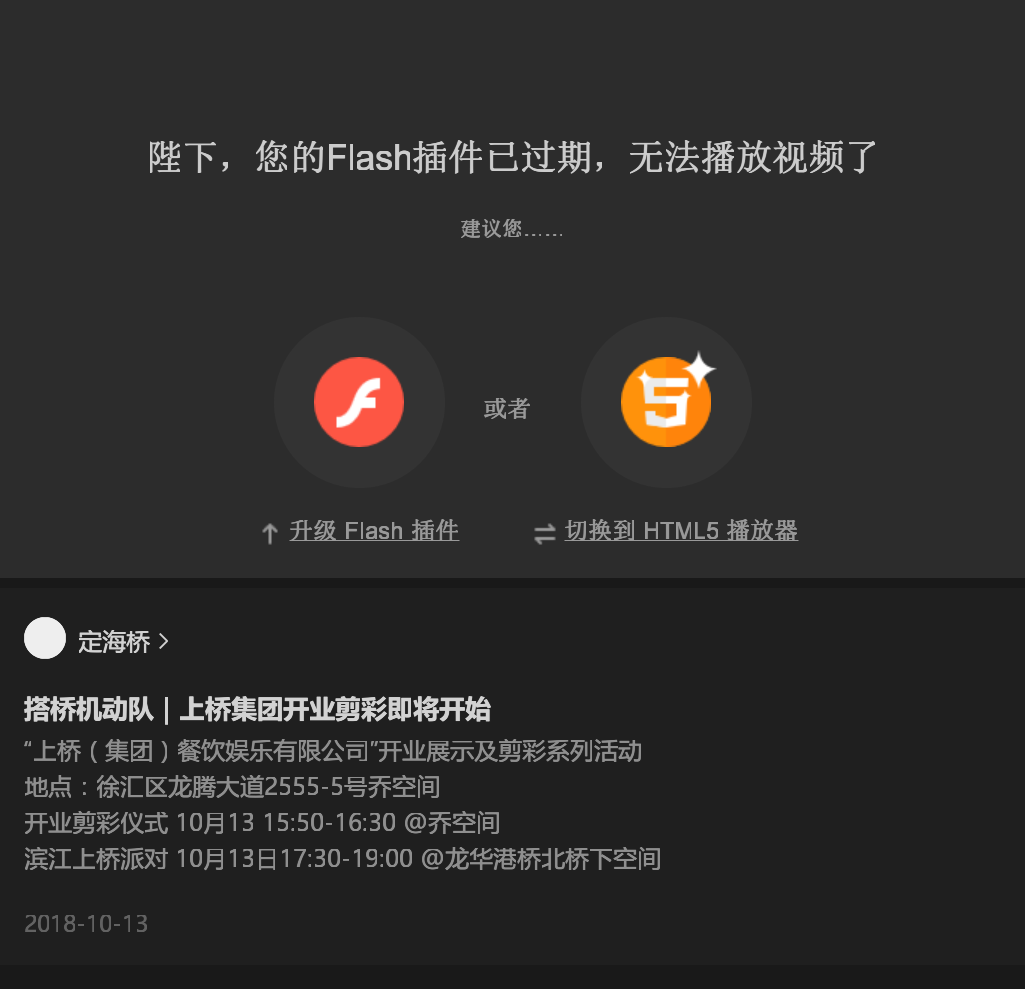 陛下，您的Flash插件已过期，无法播放视频了
建议您……
或者
升级 Flash 插件
切换到 HTML5 播放器
定海桥
搭桥机动队｜上桥集团开业剪彩即将开始
“上桥（集团）餐饮娱乐有限公司”开业展示及剪彩系列活动
地点：徐汇区龙腾大道2555-5号乔空间
开业剪彩仪式 10月13 15:50-16:30 @乔空间
滨江上桥派对 10月13日17:30-19:00 @龙华港桥北桥下空间
2018-10-13